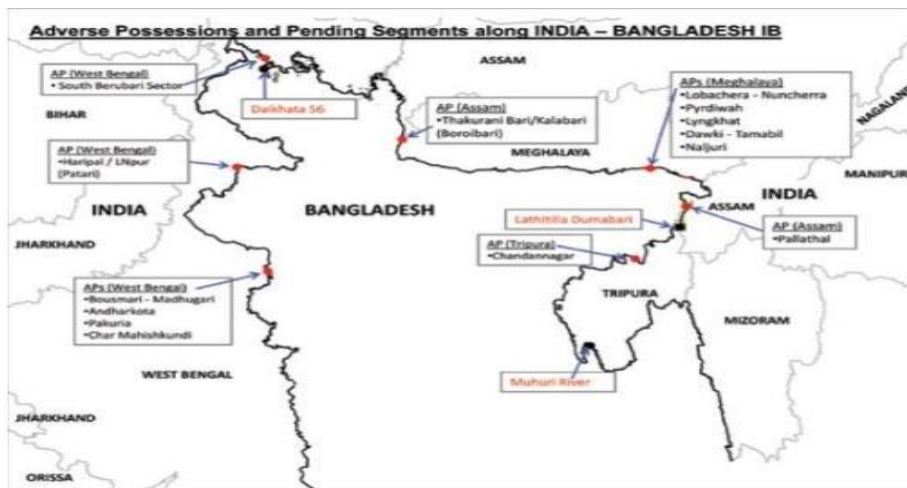 Adverse Possessions and Pending Segments along INDIA – BANGLADESH IB
ASSAM
AP (West Bengal)
•South Berubari Sector
Daikhata 56
BIHAR
AP (Assam)
•Thakurani Bari/Kalabari
(Boroibari)
APs (Meghalaya)
•Lobachera - Nuncherra
•Pyrdiwah
•Lyngkhat
•Dawki - Tamabil
•Naljuri
NAGALAND
MEGHALAYA
MANIPUR
AP (West Bengal)
•Haripal / LNpur
(Patari)
INDIA
BANGLADESH
INDIA
ASSAM
Lathitilla Dumabari
AP (Assam)
•Pallathal
JHARKHAND
AP (Tripura)
•Chandannagar
APs (West Bengal)
•Bousmari - Madhugari
•Andharkota
•Pakuria
•Char Mahishkundi
TRIPURA
MIZORAM
WEST BENGAL
Muhuri River
JHARKHAND
ORISSA